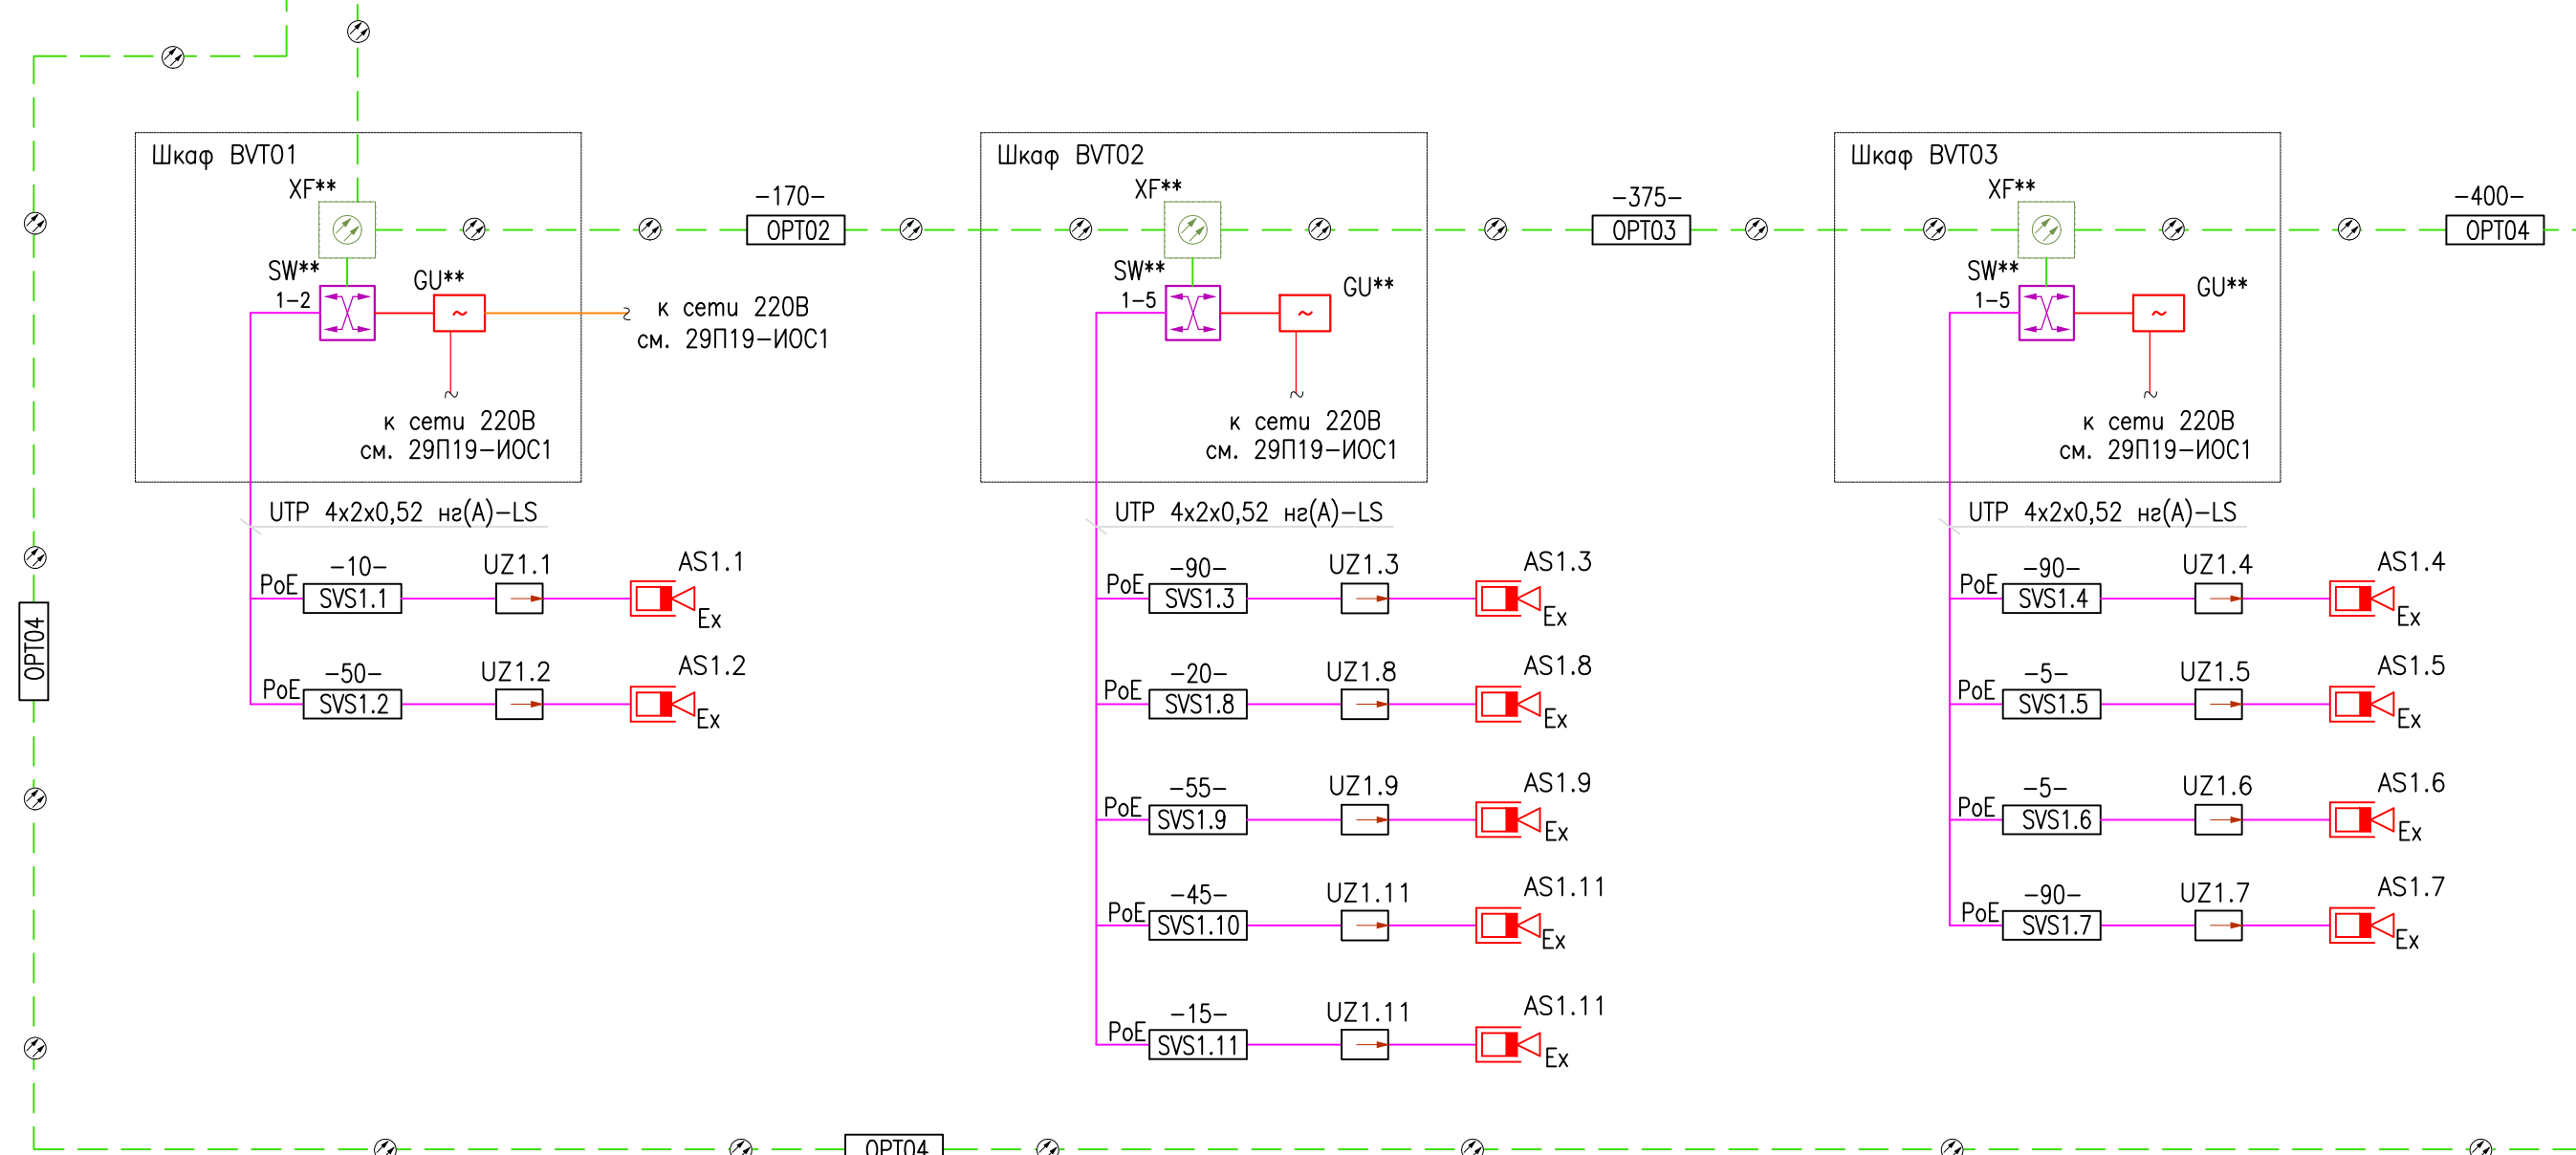 Шкаф BVT01
XF**
SW**
1-2
GU**
к сети 220В
см. 29П19-ИОС1
к сети 220В
см. 29П19-ИОС1
UTP 4x2x0,52 нг(А)-LS
PoE
-10-
SVS1.1
UZ1.1
AS1.1
Ex
PoE
-50-
SVS1.2
UZ1.2
AS1.2
Ex
-170-
OPT02
Шкаф BVT02
XF**
SW**
1-5
GU**
к сети 220В
см. 29П19-ИОС1
UTP 4x2x0,52 нг(А)-LS
PoE
-90-
SVS1.3
UZ1.3
AS1.3
Ex
PoE
-20-
SVS1.8
UZ1.8
AS1.8
Ex
PoE
-55-
SVS1.9
UZ1.9
AS1.9
Ex
PoE
-45-
SVS1.10
UZ1.11
AS1.11
Ex
PoE
-15-
SVS1.11
UZ1.11
AS1.11
Ex
-375-
OPT03
Шкаф BVT03
XF**
SW**
1-5
GU**
к сети 220В
см. 29П19-ИОС1
UTP 4x2x0,52 нг(А)-LS
PoE
-90-
SVS1.4
UZ1.4
AS1.4
Ex
PoE
-5-
SVS1.5
UZ1.5
AS1.5
Ex
PoE
-5-
SVS1.6
UZ1.6
AS1.6
Ex
PoE
-90-
SVS1.7
UZ1.7
AS1.7
Ex
-400-
OPT04
OPT04
OPT04